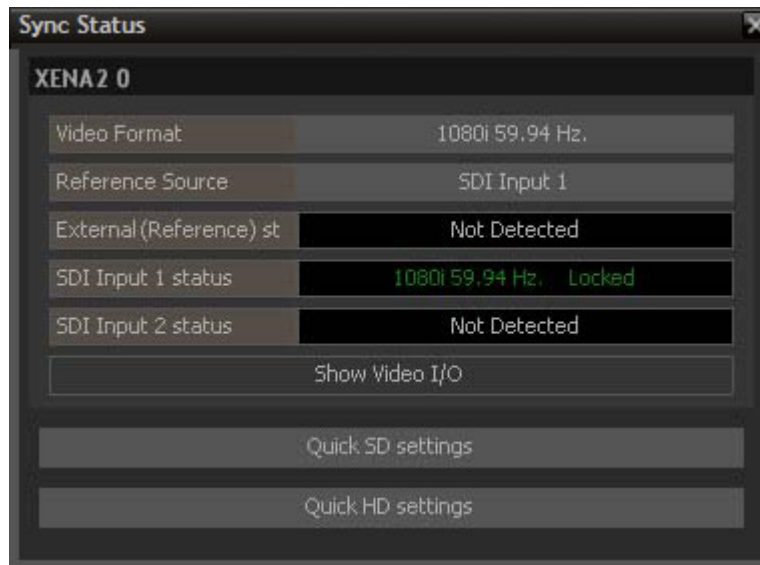 Sync Status
XENA2 0
Video Format 1080i 59.94 Hz.
Reference Source SDI Input 1
External(Reference) st Not Detected
SDI Input 1 status 1080i 59.94 Hz. Locked
SDI Input 2 status Not Detected
Show Video I/O
Quick SD settings
Quick HD settings